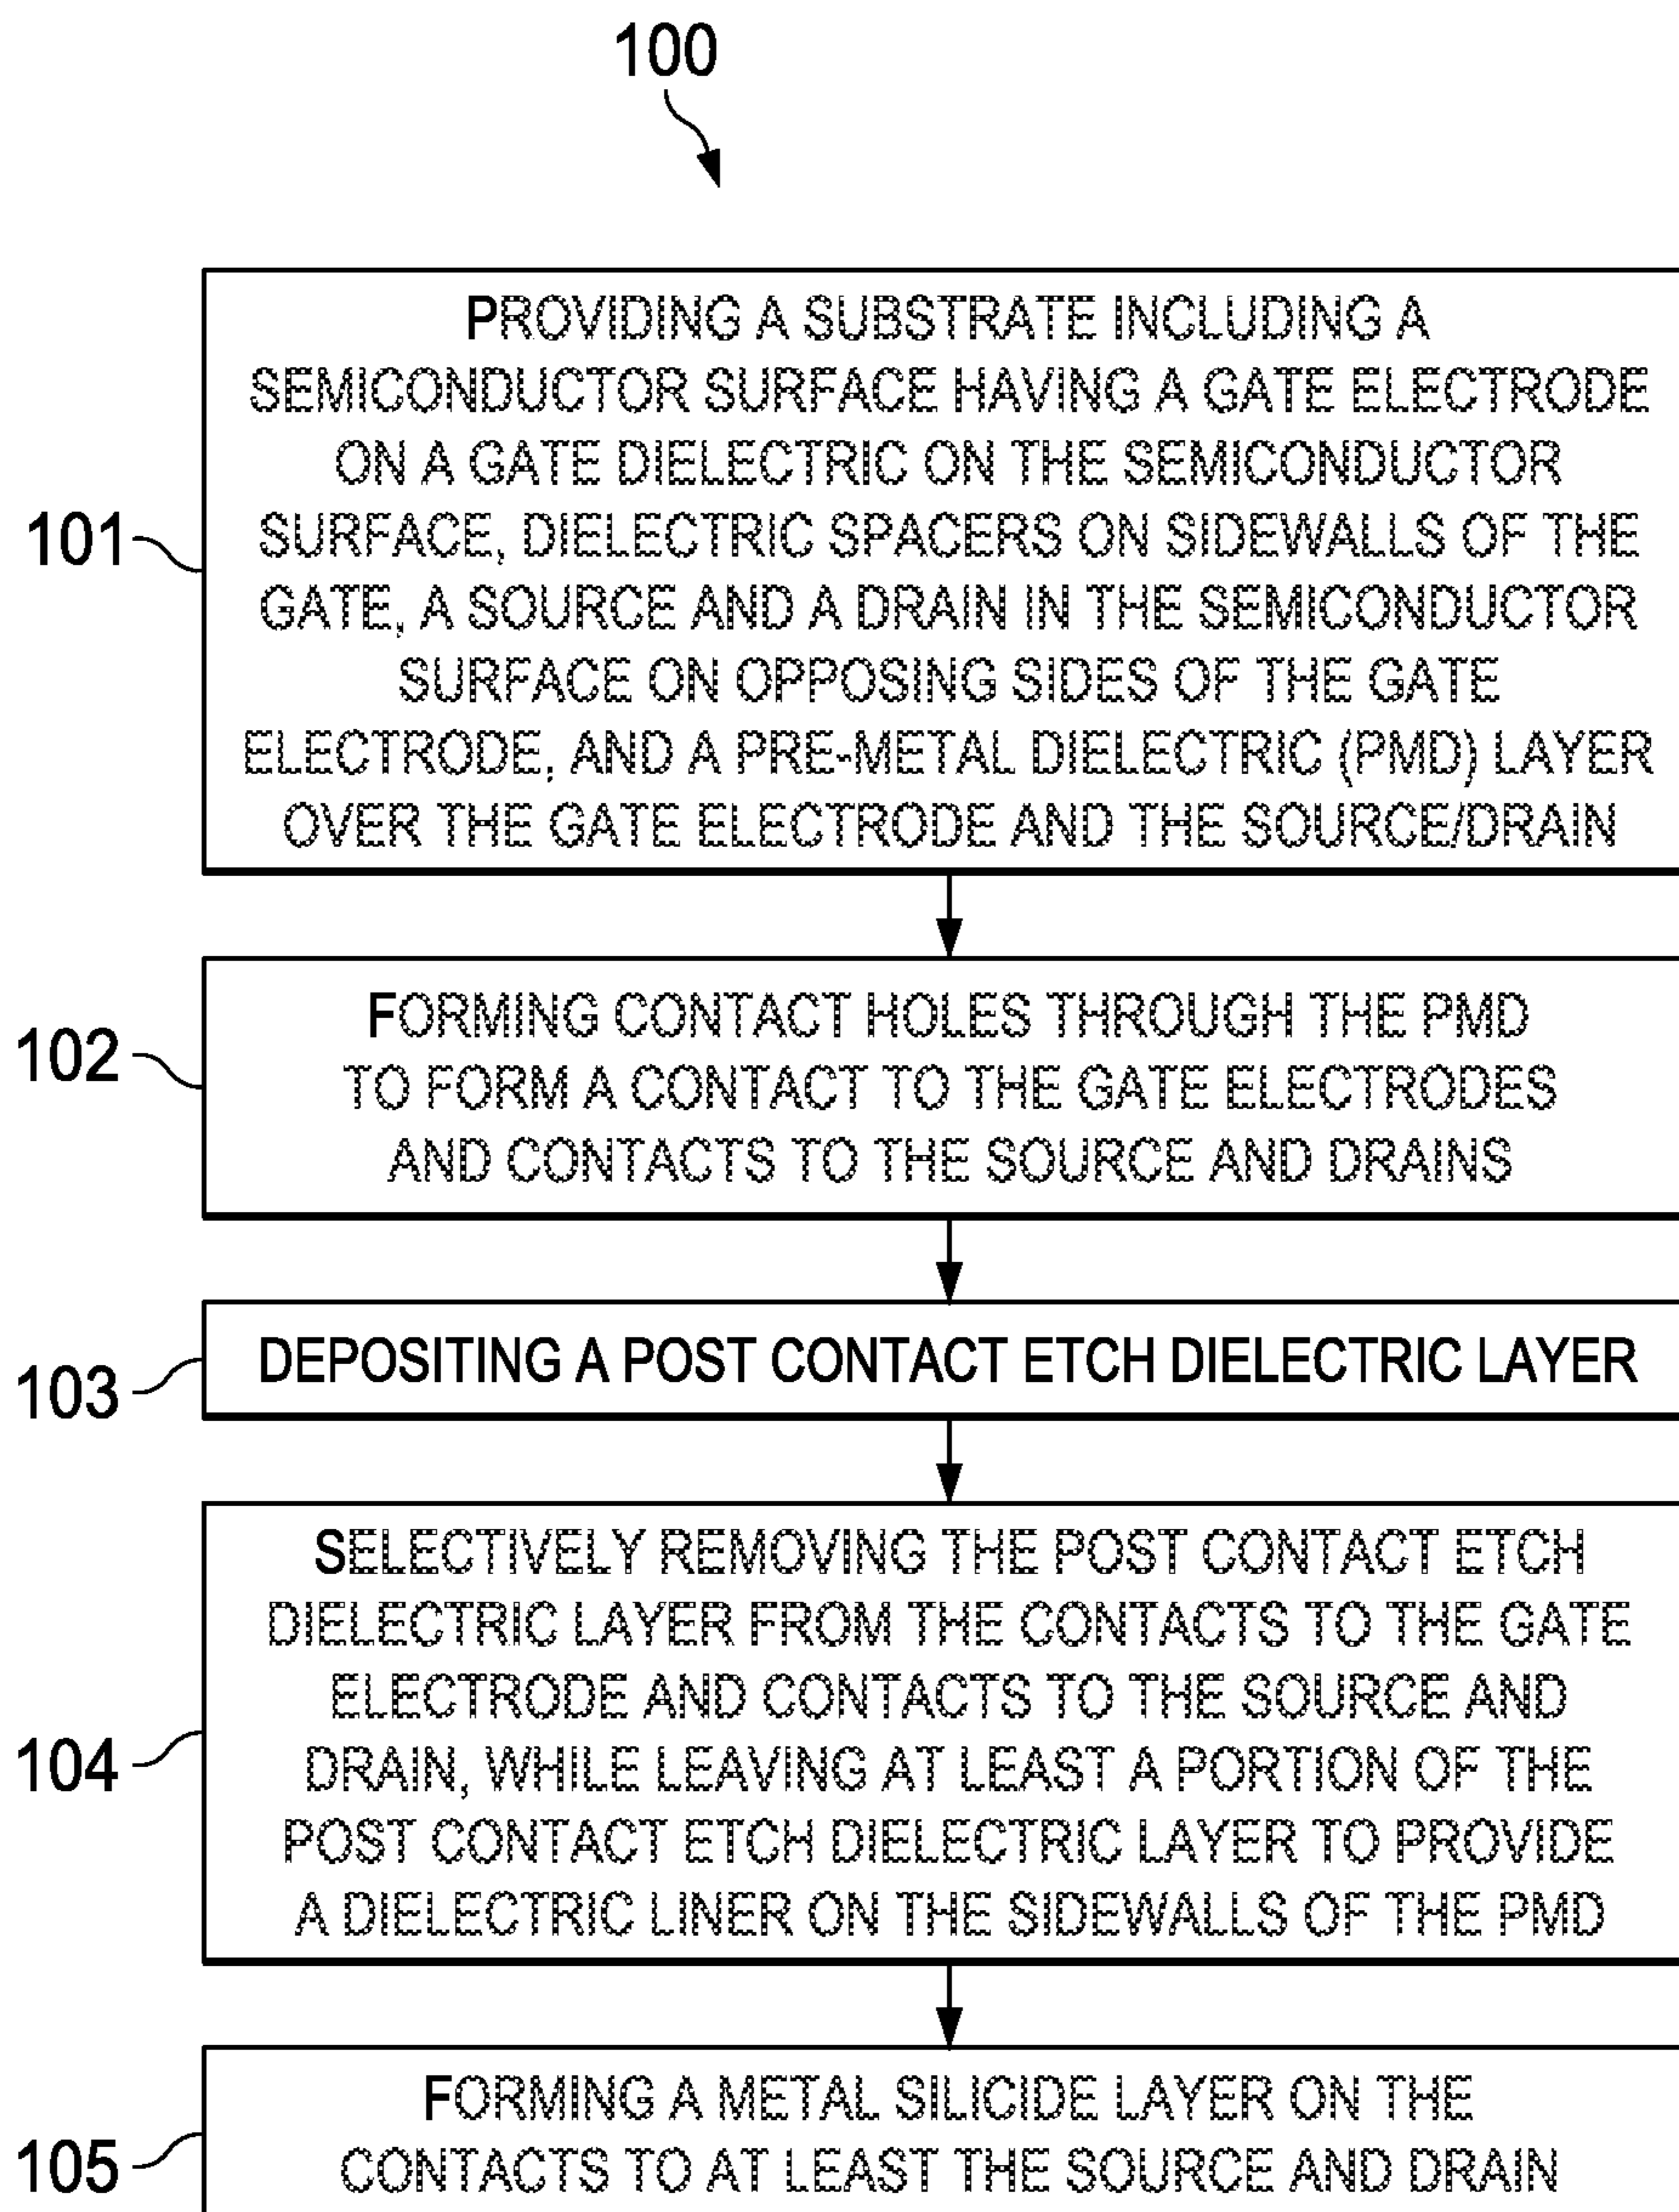 100
PROVIDING A SUBSTRATE INCLUDING A
SEMICONDUCTOR SURFACE HAVING A GATE ELECTRODE
ON A GATE DIELECTRIC ON THE SEMICONDUCTOR
101
SURFACE, DIELECTRIC SPACERS ON SIDEWALLS OF THE
GATE, A SOURCE AND A DRAIN IN THE SEMICONDUCTOR
SURFACE ON OPPOSING SIDES OF THE GATE
ELECTRODE, AND A PRE-METAL DIELECTRIC (PMD) LAYER
OVER THE GATE ELECTRODE AND THE SOURCE/DRAIN
FORMING CONTACT HOLES THROUGH THE PMD
102
TO FORM A CONTACT TO THE GATE ELECTRODES
AND CONTACTS TO THE SOURCE AND DRAINS
103
DEPOSITING A POST CONTACT ETCH DIELECTRIC LAYER
SELECTIVELY REMOVING THE POST CONTACT ETCH
DIELECTRIC LAYER FROM THE CONTACTS TO THE GATE
ELECTRODE AND CONTACTS TO THE SOURCE AND
104
DRAIN, WHILE LEAVING AT LEAST A PORTION OF THE
POST CONTACT ETCH DIELECTRIC LAYER TO PROVIDE
A DIELECTRIC LINER ON THE SIDEWALLS OF THE PMD
FORMING A METAL SILICIDE LAYER ON THE
105
CONTACTS TO AT LEAST THE SOURCE AND DRAIN